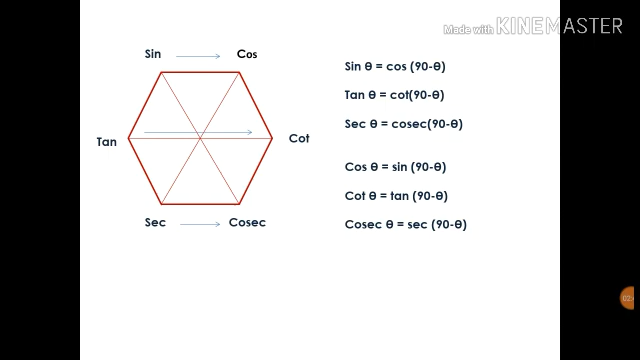 Made with KINEMASTER
Sin
Cos
Tan
Cot
Sec
Cosec
Sin θ = cos (90-θ)
Tan θ = cot(90-θ)
Sec θ = cosec(90-θ)
Cos θ = sin (90-θ)
Cot θ = tan (90-θ)
Cosec θ = sec (90-θ)